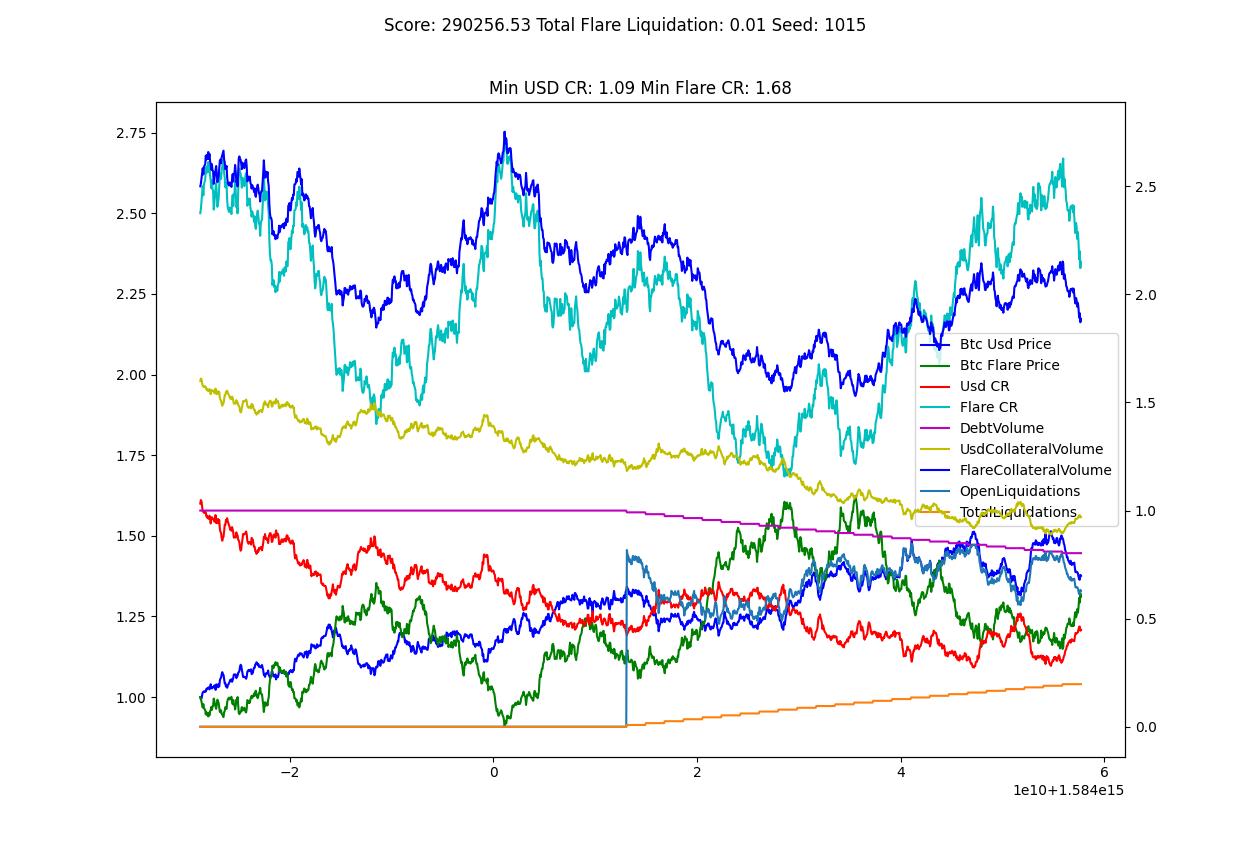 Score: 290256.53 Total Flare Liquidation: 0.01 Seed: 1015
Min USD CR: 1.09 Min Flare CR: 1.68
2.75
2.50
2.25
2.00
1.75
1.50
1.25
1.00
2.5
2.0
1.5
1.0
0.5
0.0
Btc Usd Price
Btc Flare Price
Usd CR
Flare CR
DebtVolume
UsdCollateralVolume
FlareCollateralVolume
OpenLiquidations
TotalLiquidations
−2
0
2
4
6
1e10+1.584e15